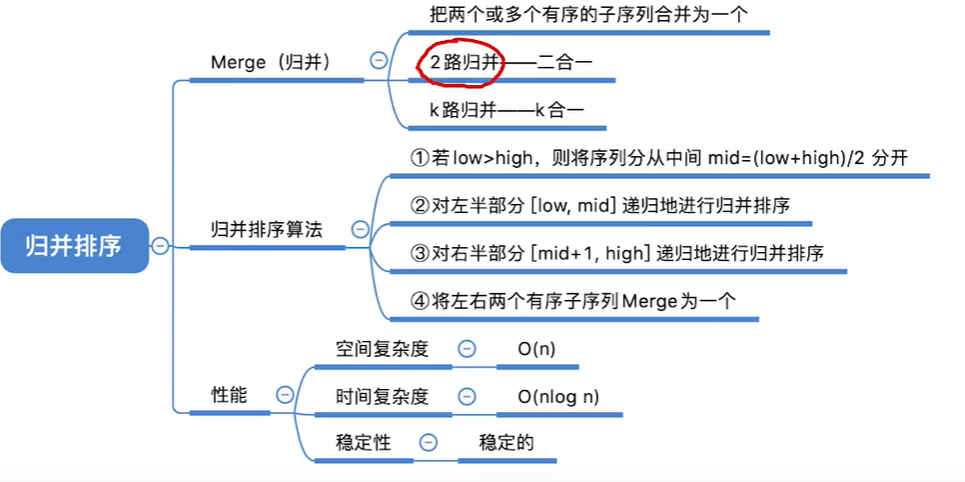 归并排序
Merge（归并）
把两个或多个有序的子序列合并为一个
2路归并——二合一
k路归并——k合一
归并排序算法
①若low>high，则将序列分从中间 mid=(low+high)/2 分开
②对左半部分 [low, mid] 递归地进行归并排序
③对右半部分 [mid+1, high] 递归地进行归并排序
④将左右两个有序子序列Merge为一个
性能
空间复杂度
O(n)
时间复杂度
O(nlog n)
稳定性
稳定的